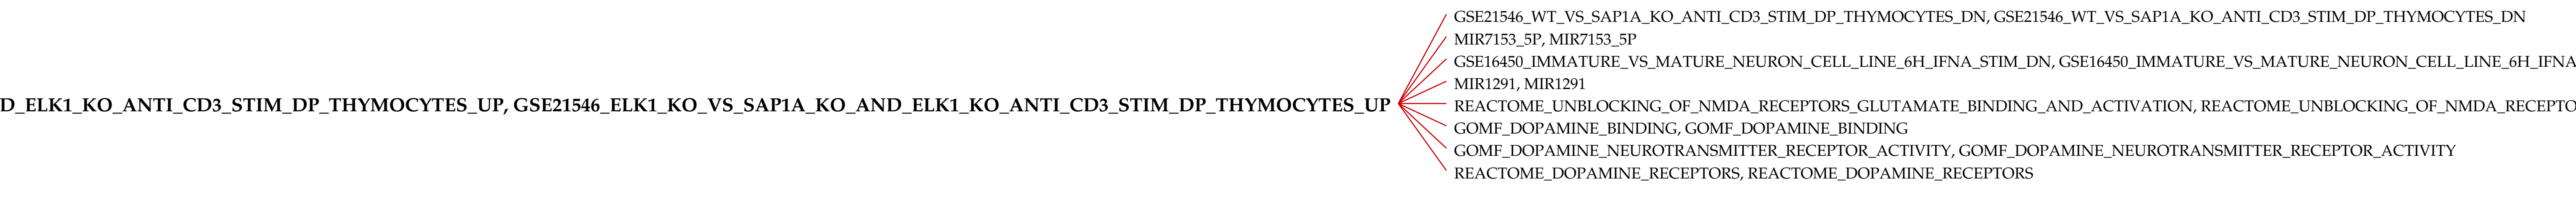 GSE21546_WT_VS_SAP1A_KO_ANTI_CD3_STIM_DP_THYMOCYTES_DN, GSE21546_WT_VS_SAP1A_KO_ANTI_CD3_STIM_DP_THYMOCYTES_DN
MIR7153_5P, MIR7153_5P
GSE16450_IMMATURE_VS_MATURE_NEURON_CELL_LINE_6H_IFNA_STIM_DN, GSE16450_IMMATURE_VS_MATURE_NEURON_CELL_LINE_6H_IFNA
MIR1291, MIR1291
D_ELK1_KO_ANTI_CD3_STIM_DP_THYMOCYTES_UP, GSE21546_ELK1_KO_VS_SAP1A_KO_AND_ELK1_KO_ANTI_CD3_STIM_DP_THYMOCYTES_UP
REACTOME_UNBLOCKING_OF_NMDA_RECEPTORS_GLUTAMATE_BINDING_AND_ACTIVATION, REACTOME_UNBLOCKING_OF_NMDA_RECEPTO
GOMF_DOPAMINE_BINDING, GOMF_DOPAMINE_BINDING
GOMF_DOPAMINE_NEUROTRANSMITTER_RECEPTOR_ACTIVITY, GOMF_DOPAMINE_NEUROTRANSMITTER_RECEPTOR_ACTIVITY
REACTOME_DOPAMINE_RECEPTORS, REACTOME_DOPAMINE_RECEPTORS